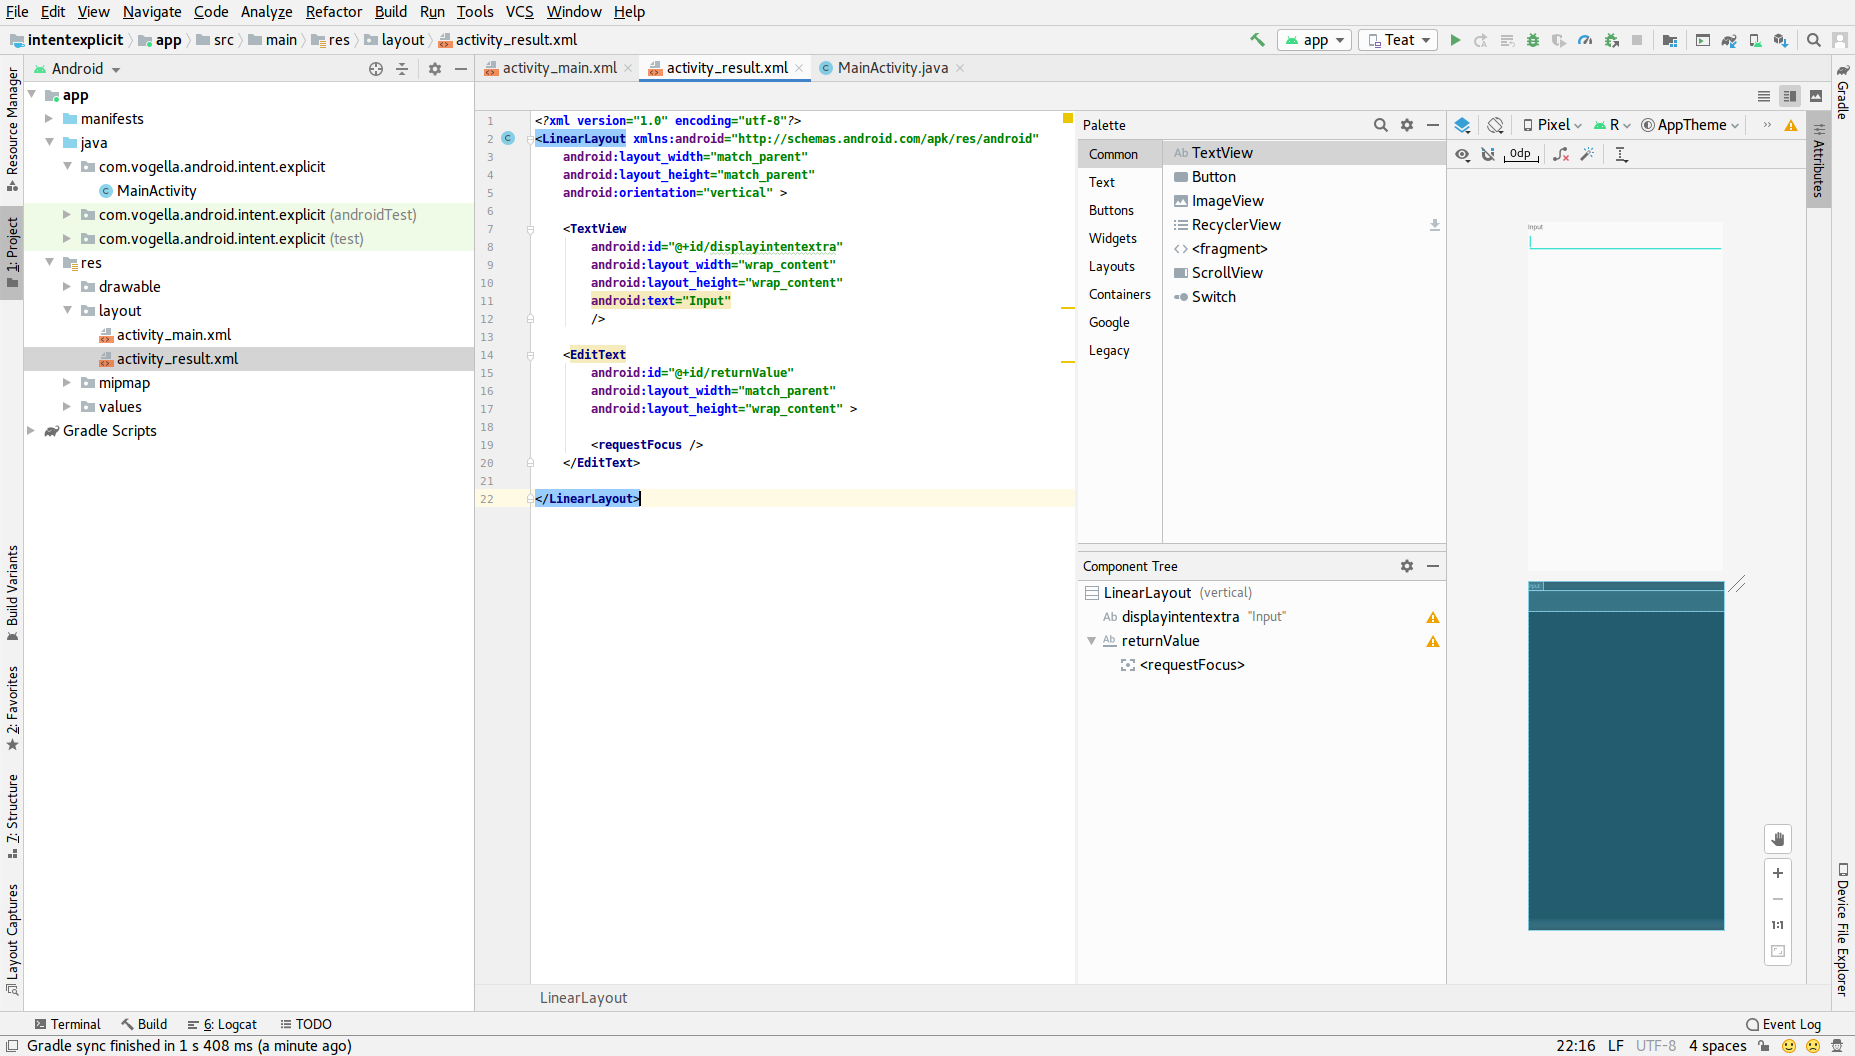 File Edit View Navigate Code Analyze Refactor Build Run Tools VCS Window Help
intentexplicit app src main res layout activity_result.xml
app Teat
Android
activity_main.xml activity_result.xml MainActivity.java
Resource Manager
1: Project
Build Variants
2: Favorites
7: Structure
Layout Captures
app
manifests
java
com.vogella.android.intent.explicit
MainActivity
com.vogella.android.intent.explicit (androidTest)
com.vogella.android.intent.explicit (test)
res
drawable
layout
activity_main.xml
activity_result.xml
mipmap
values
Gradle Scripts
1 <?xml version="1.0" encoding="utf-8"?>
2 <LinearLayout xmlns:android="http://schemas.android.com/apk/res/android"
3 android:layout_width="match_parent"
4 android:layout_height="match_parent"
5 android:orientation="vertical" >
6
7 <TextView
8 android:id="@+id/displayintentextra"
9 android:layout_width="wrap_content"
10 android:layout_height="wrap_content"
11 android:text="Input"
12 />
13
14 <EditText
15 android:id="@+id/returnValue"
16 android:layout_width="match_parent"
17 android:layout_height="wrap_content" >
18
19 <requestFocus />
20 </EditText>
21
22 </LinearLayout>
LinearLayout
Palette
Common
Text
Buttons
Widgets
Layouts
Containers
Google
Legacy
Ab TextView
Button
ImageView
RecyclerView
<fragment>
ScrollView
Switch
Component Tree
LinearLayout (vertical)
Ab displayintentextra "Input"
Ab returnValue
<requestFocus>
Pixel R AppTheme
0dp
Input
Input
1:1
Gradle
Attributes
Device File Explorer
Terminal Build 6: Logcat TODO Event Log
Gradle sync finished in 1 s 408 ms (a minute ago) 22:16 LF UTF-8 4 spaces